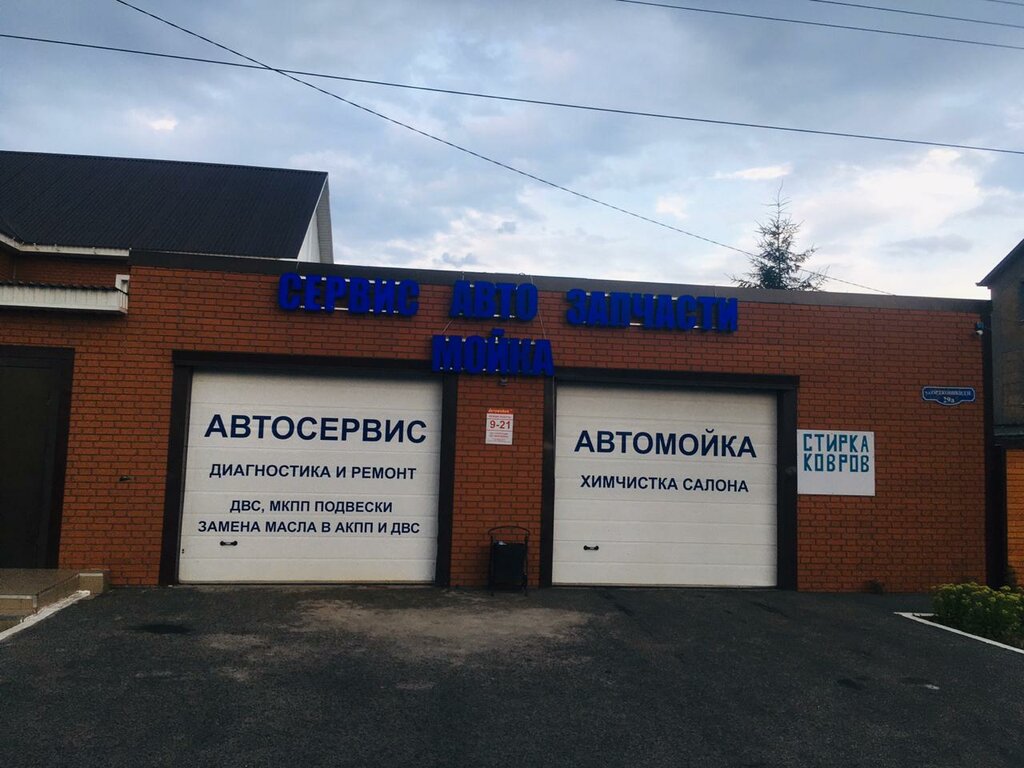 СЕРВИС АВТО ЗАПЧАСТИ
МОЙКА
АВТОСЕРВИС
ДИАГНОСТИКА И РЕМОНТ
ДВС, МКПП ПОДВЕСКИ
ЗАМЕНА МАСЛА В АКПП И ДВС
9-21
АВТОМОЙКА
ХИМЧИСТКА САЛОНА
СТИРКА
КОВРОВ
29а